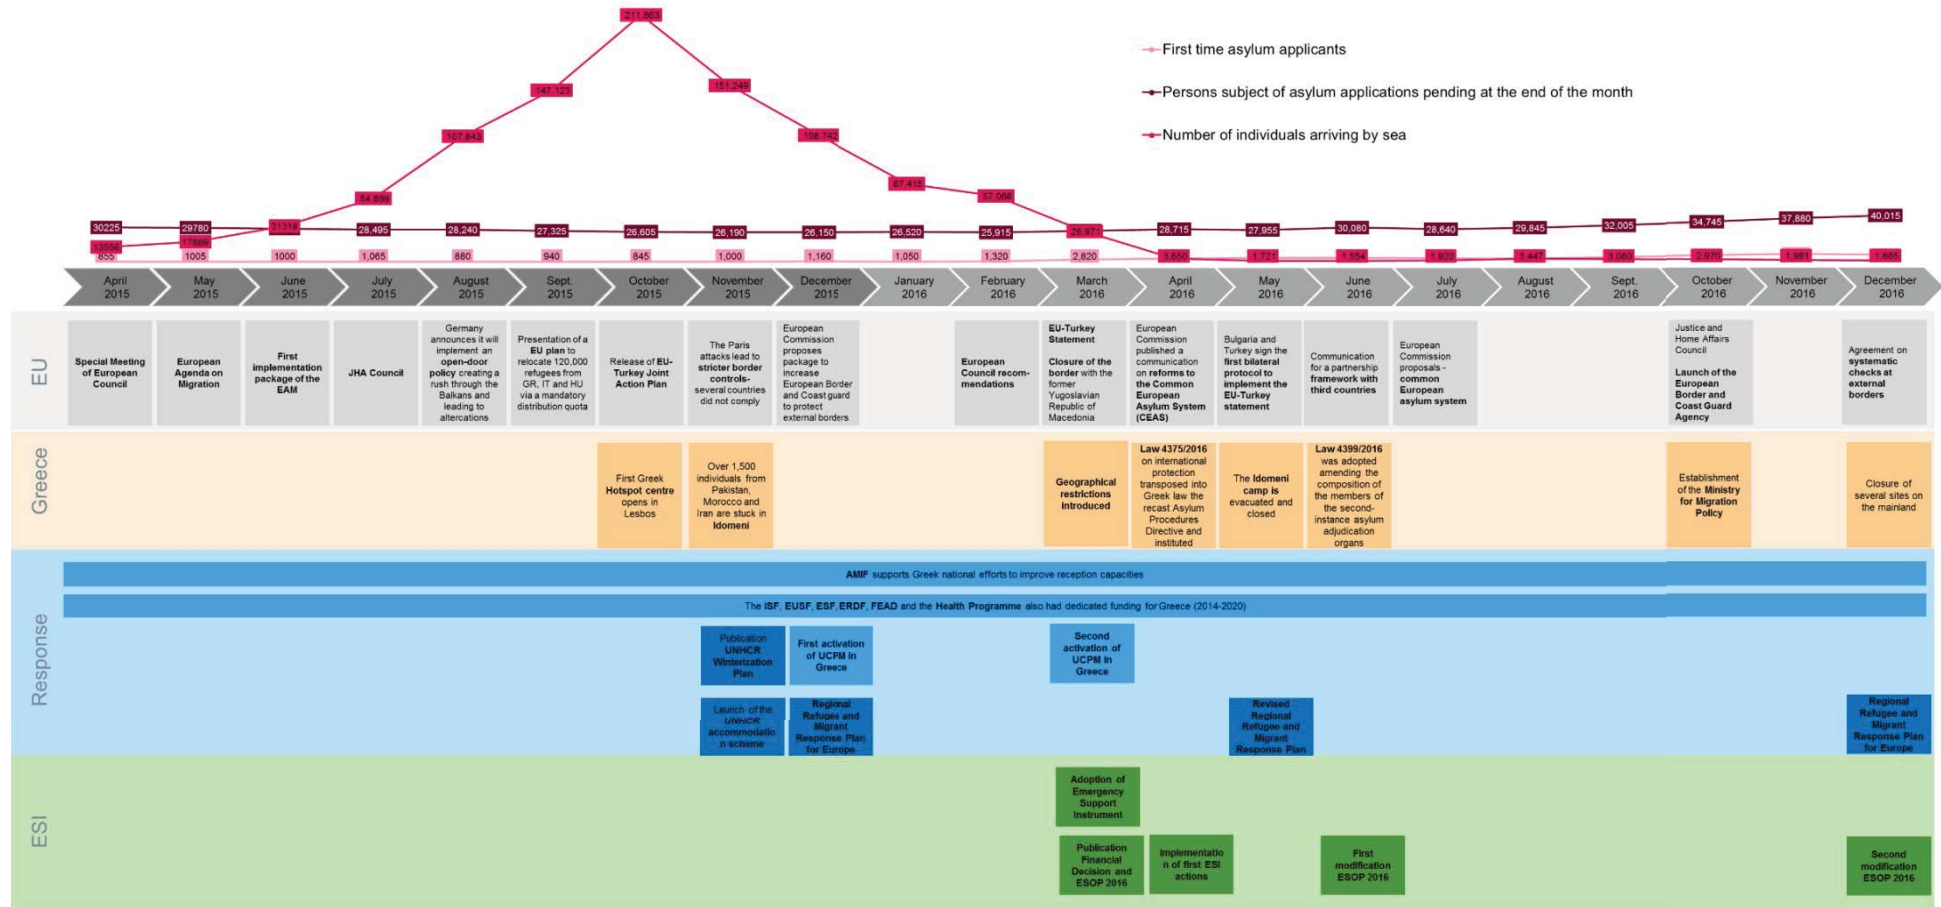 211,663
First time asylum applicants
147,123
151,249
Persons subject of asylum applications pending at the end of the month
107,843
108,742
Number of individuals arriving by sea
54,899
67,415
57,066
30225
29780
31318
28,495
28,240
27,325
26,605
26,190
26,150
26,520
25,915
26,971
28,715
27,955
30,080
28,640
29,845
32,005
34,745
37,880
40,015
13556
17889
855
1005
1000
1,065
880
940
845
1,000
1,160
1,050
1,320
2,820
3,650
1,721
1,554
1,920
3,447
3,080
2,970
1,991
1,665
April
2015
May
2015
June
2015
July
2015
August
2015
Sept.
2015
October
2015
November
2015
December
2015
January
2016
February
2016
March
2016
April
2016
May
2016
June
2016
July
2016
August
2016
Sept.
2016
October
2016
November
2016
December
2016
EU
Special Meeting
of European
Council
European
Agenda on
Migration
First
implementation
package of the
EAM
JHA Council
Germany
announces it will
implement an
open-door
policy creating a
rush through the
Balkans and
leading to
altercations
Presentation of a
EU plan to
relocate 120,000
refugees from
GR, IT and HU
via a mandatory
distribution quota
Release of EU-
Turkey Joint
Action Plan
The Paris
attacks lead to
stricter border
controls-
several countries
did not comply
European
Commission
proposes
package to
increase
European Border
and Coast guard
to protect
external borders
European
Council recom-
mendations
EU-Turkey
Statement
Closure of the
border with the
former
Yugoslavian
Republic of
Macedonia
European
Commission
published a
communication
on reforms to
the Common
European
Asylum System
(CEAS)
Bulgaria and
Turkey sign the
first bilateral
protocol to
implement the
EU-Turkey
statement
Communication
for a partnership
framework with
third countries
European
Commission
proposals -
common
European
asylum system
Justice and
Home Affairs
Council
Launch of the
European
Border and
Coast Guard
Agency
Agreement on
systematic
checks at
external
borders
Greece
First Greek
Hotspot centre
opens in
Lesbos
Over 1,500
individuals from
Pakistan,
Morocco and
Iran are stuck in
Idomeni
Geographical
restrictions
introduced
Law 4375/2016
on international
protection
transposed into
Greek law the
recast Asylum
Procedures
Directive and
instituted
The Idomeni
camp is
evacuated and
closed
Law 4399/2016
was adopted
amending the
composition of
the members of
the second-
instance asylum
adjudication
organs
Establishment
of the Ministry
for Migration
Policy
Closure of
several sites on
the mainland
Response
AMIF supports Greek national efforts to improve reception capacities
The ISF, EUSF, ESF, ERDF, FEAD and the Health Programme also had dedicated funding for Greece (2014-2020)
Publication
UNHCR
Winterization
Plan
First activation
of UCPM in
Greece
Second
activation of
UCPM in
Greece
Launch of the
UNHCR
accommodatio
n scheme
Regional
Refugee and
Migrant
Response Plan
for Europe
Revised
Regional
Refugee and
Migrant
Response Plan
Regional
Refugee and
Migrant
Response Plan
for Europe
ESI
Adoption of
Emergency
Support
Instrument
Publication
Financial
Decision and
ESOP 2016
Implementatio
n of first ESI
actions
First
modification
ESOP 2016
Second
modification
ESOP 2016